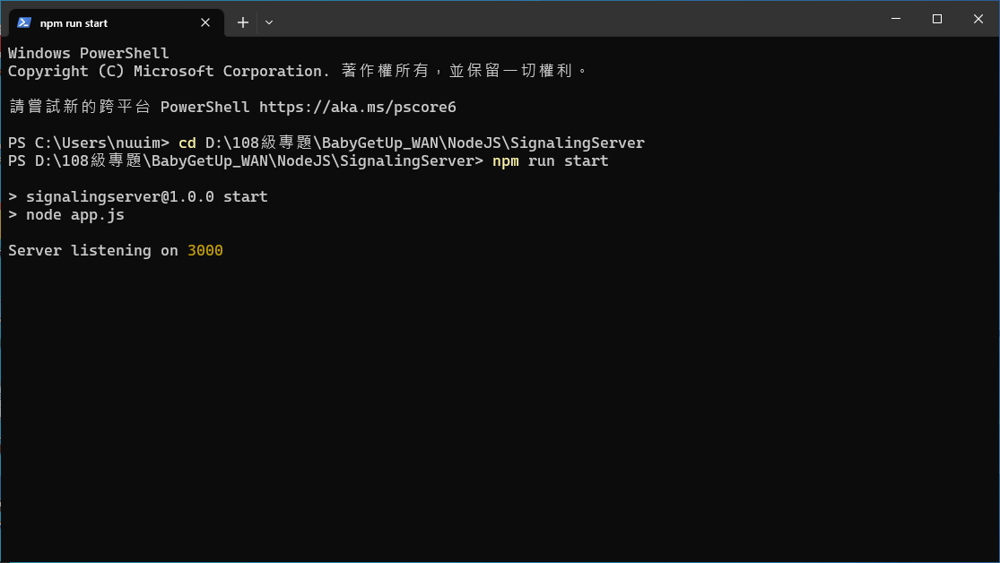 npm run start
Windows PowerShell
Copyright (C) Microsoft Corporation. 著作權所有，並保留一切權利。
請嘗試新的跨平台 PowerShell https://aka.ms/pscore6
PS C:\Users\nuuim> cd D:\108級專題\BabyGetUp_WAN\NodeJS\SignalingServer
PS D:\108級專題\BabyGetUp_WAN\NodeJS\SignalingServer> npm run start
> signalingserver@1.0.0 start
> node app.js
Server listening on 3000